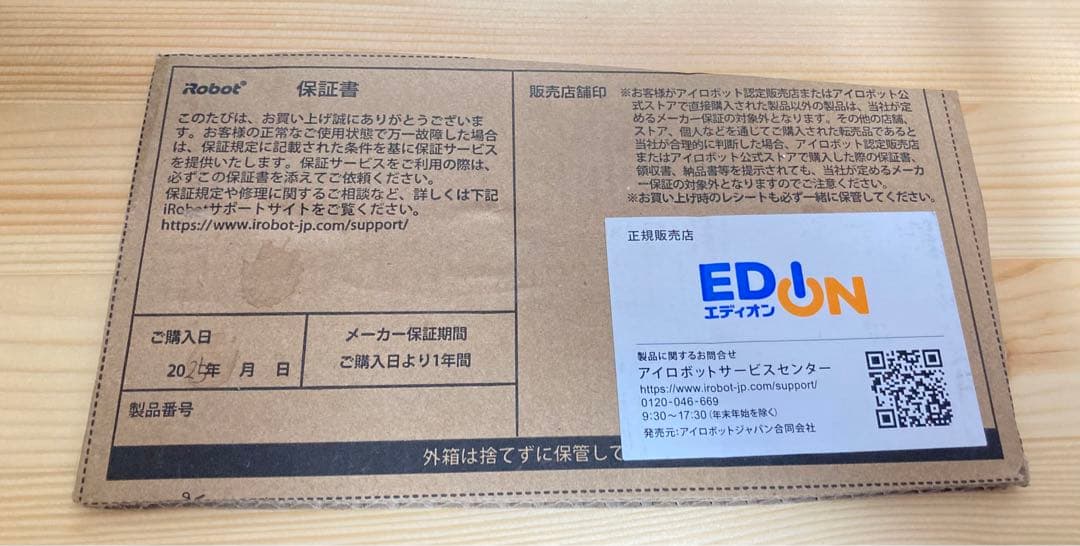 iRobot® 保証書
このたびは、お買い上げ誠にありがとうございま
す。お客様の正常なご使用状態で万一故障した場合
は、保証規定に記載された条件を基に保証サービス
を提供いたします。保証サービスをご利用の際は、
必ずこの保証書を添えてご依頼ください。
保証規定や修理に関するご相談など、詳しくは下記
iRobotサポートサイトをご覧ください。
https://www.irobot-jp.com/support/
ご購入日
2025年 1月 日
メーカー保証期間
ご購入日より1年間
製品番号
販売店舗印
※お客様がアイロボット認定販売店またはアイロボット公
式ストアで直接購入された製品以外の製品は、当社が定
めるメーカー保証の対象外となります。その他の店舗、
ストア、個人などを通じてご購入された転売品であると
当社が合理的に判断した場合、アイロボット認定販売店
またはアイロボット公式ストアで購入した際の保証書、
領収書、納品書等を提示されても、当社が定めるメーカ
ー保証の対象外となりますのでご注意ください。
※お買い上げ時のレシートも必ず一緒に保管してください。
正規販売店
EDION
エディオン
製品に関するお問合せ
アイロボットサービスセンター
https://www.irobot-jp.com/support/
0120-046-669
9:30～17:30（年末年始を除く）
発売元:アイロボットジャパン合同会社
外箱は捨てずに保管して